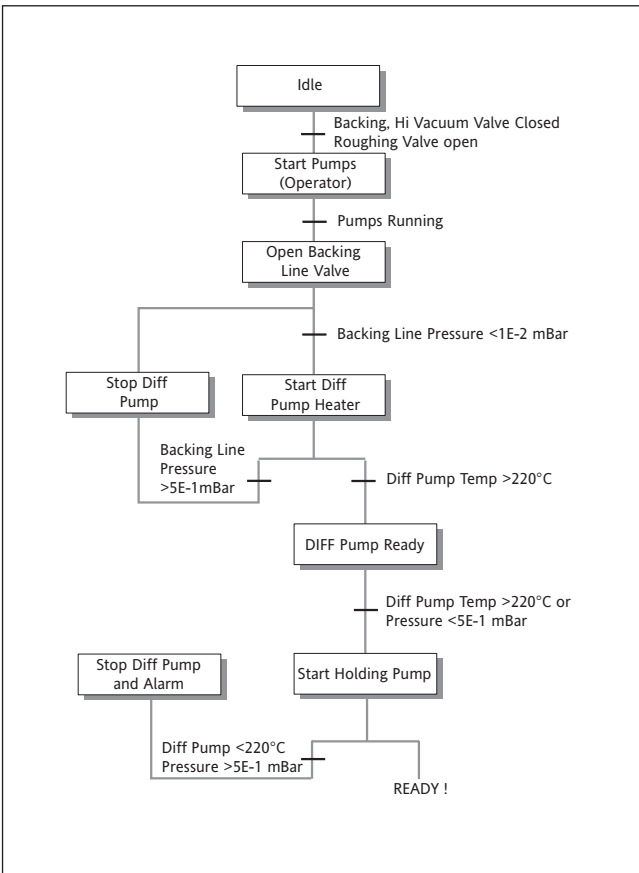 Idle
Backing, Hi Vacuum Valve Closed
Roughing Valve open
Start Pumps
(Operator)
Pumps Running
Open Backing
Line Valve
Backing Line Pressure <1E-2 mBar
Stop Diff
Pump
Start Diff
Pump Heater
Backing Line
Pressure
>5E-1mBar
Diff Pump Temp >220°C
DIFF Pump Ready
Diff Pump Temp >220°C or
Pressure <5E-1 mBar
Stop Diff Pump
and Alarm
Start Holding Pump
Diff Pump <220°C
Pressure >5E-1 mBar
READY !